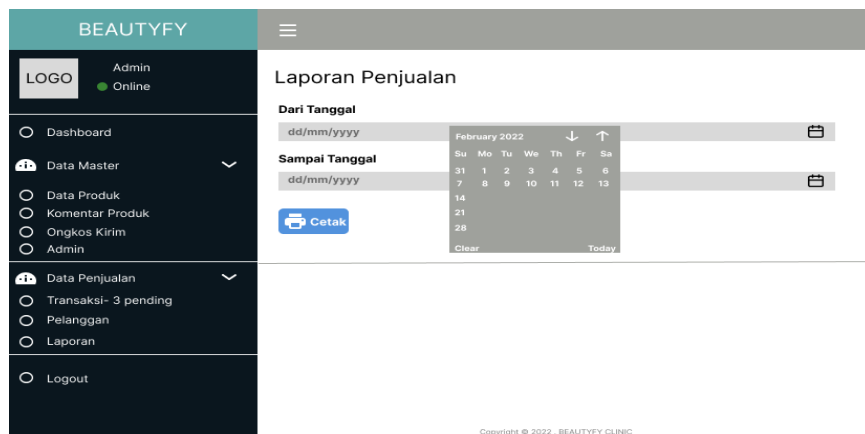 BEAUTYFY
LOGO
Admin
Online
Dashboard
Data Master
Data Produk
Komentar Produk
Ongkos Kirim
Admin
Data Penjualan
Transaksi- 3 pending
Pelanggan
Laporan
Logout
Laporan Penjualan
Dari Tanggal
dd/mm/yyyy
Sampai Tanggal
dd/mm/yyyy
Cetak
February 2022
Su Mo Tu We Th Fr Sa
31 1 2 3 4 5 6
7 8 9 10 11 12 13
14
21
28
Clear Today
Copyright © 2022 . BEAUTYFY CLINIC